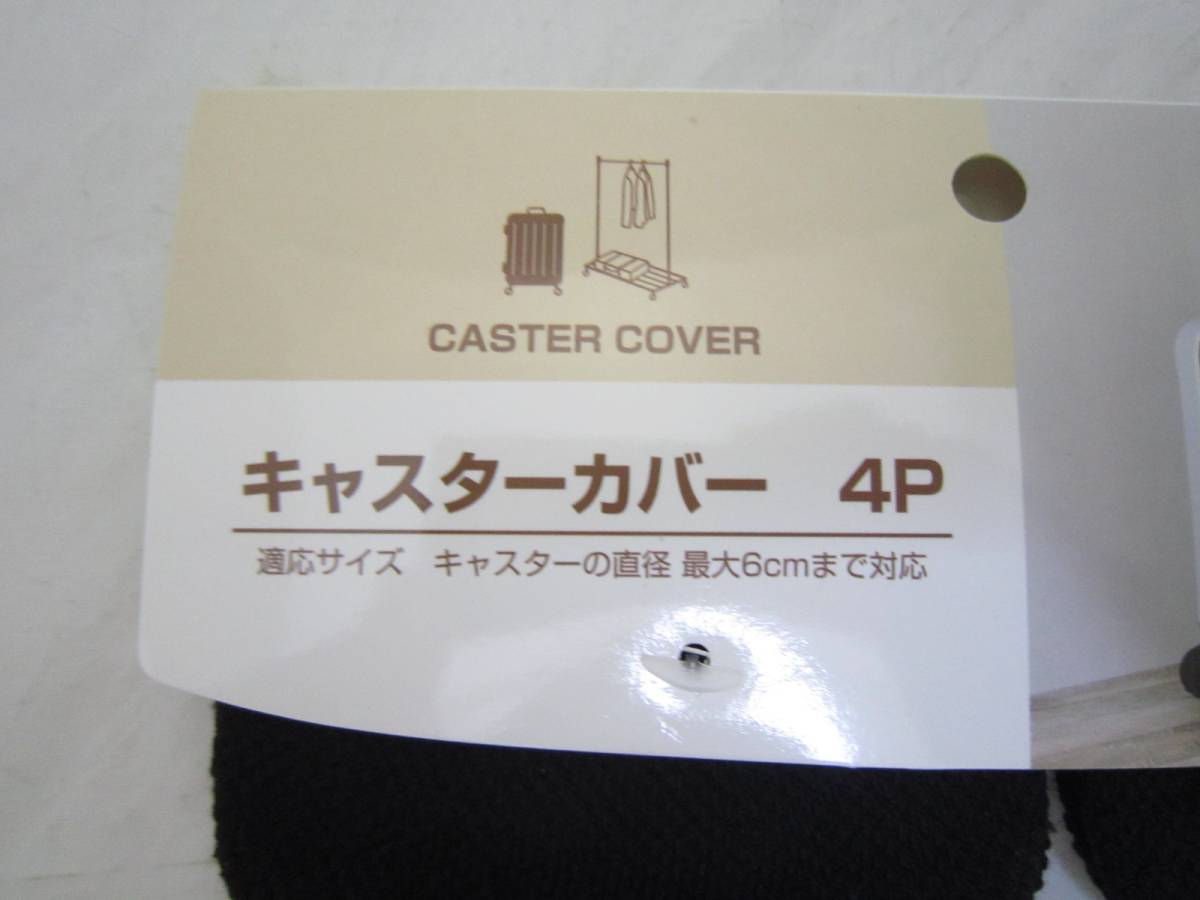 CASTER COVER
キャスターカバー 4P
適応サイズ キャスターの直径 最大6cmまで対応